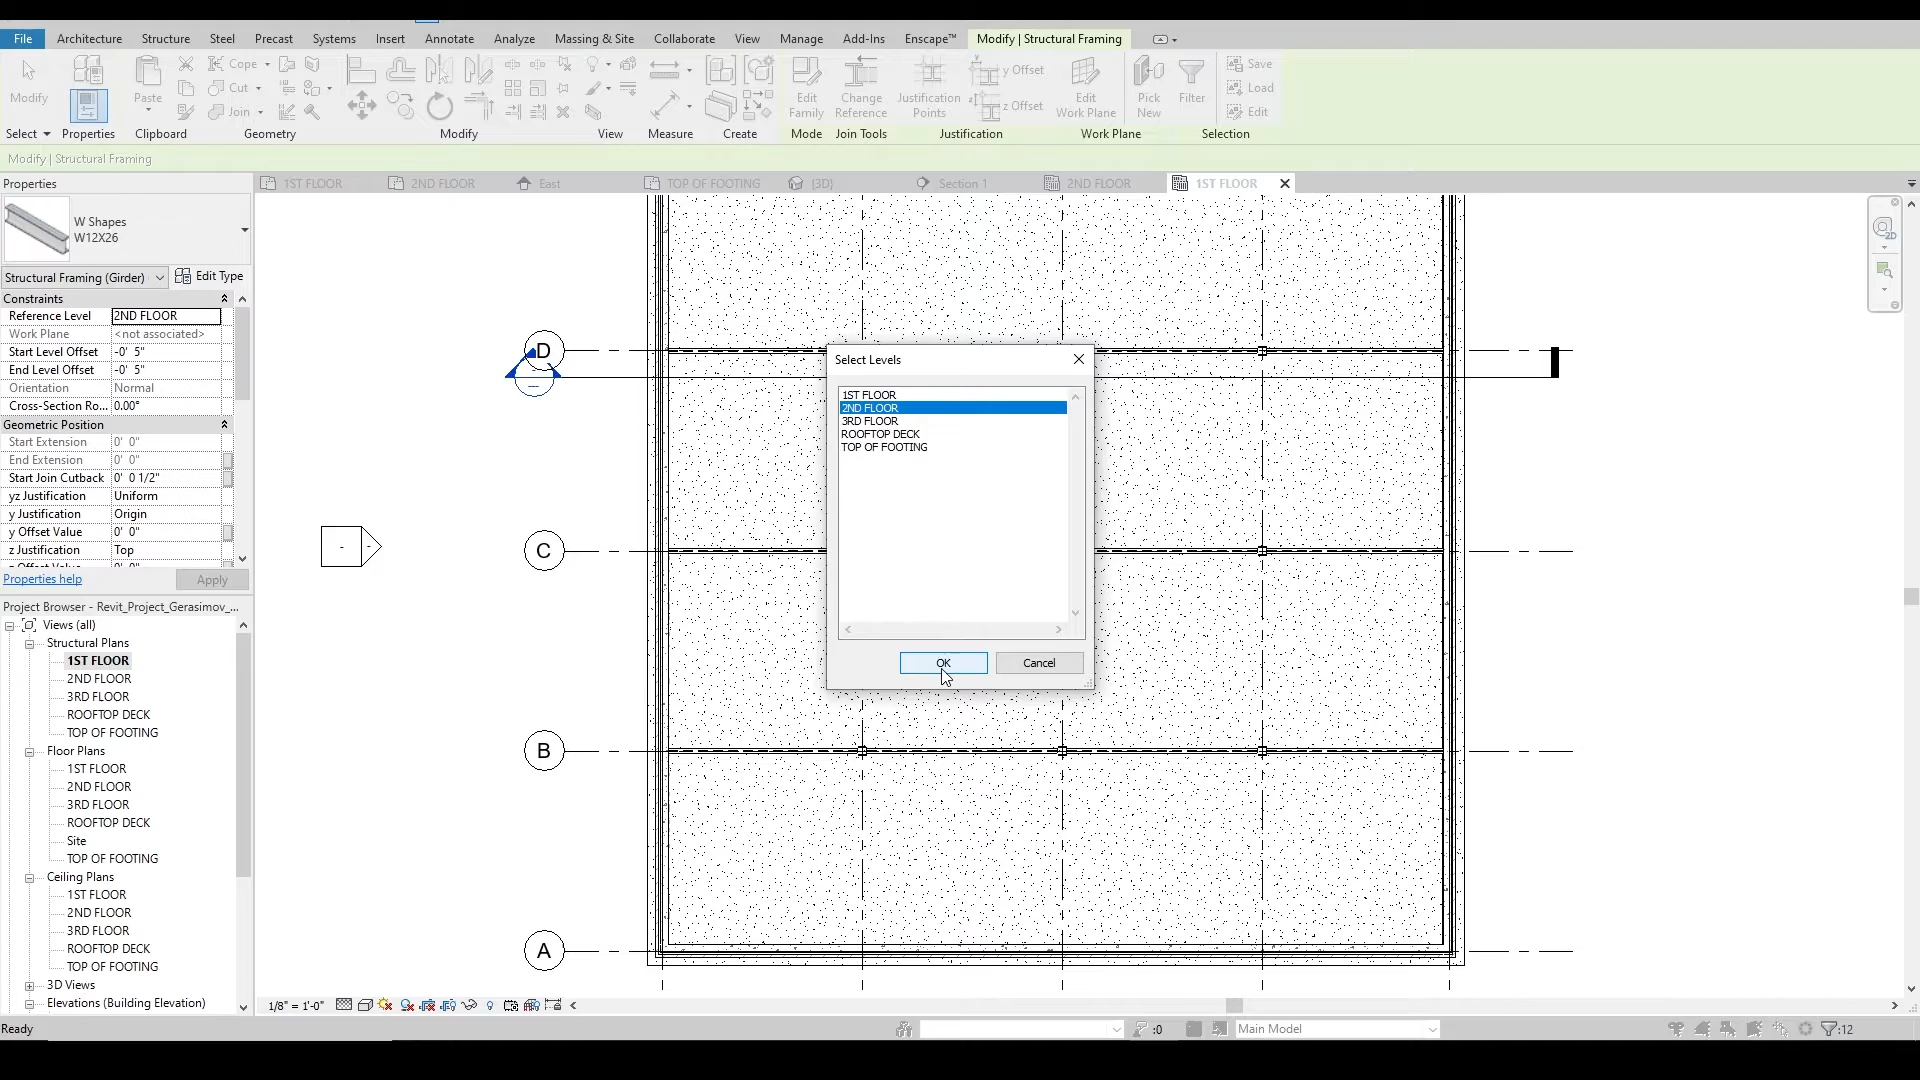 File Architecture Structure Steel Precast Systems Insert Annotate Analyze Massing & Site Collaborate View Manage Add-Ins Enscape™ Modify | Structural Framing
Modify
Paste
Cope
Cut
Join
Edit Family
Change Reference
Justification Points
y Offset
z Offset
Edit Work Plane
Pick New
Filter
Save
Load
Edit
Select Properties Clipboard Geometry Modify View Measure Create Mode Join Tools Justification Work Plane Selection
Modify | Structural Framing
Properties
1ST FLOOR 2ND FLOOR East TOP OF FOOTING {3D} Section 1 2ND FLOOR 1ST FLOOR
W Shapes
W12X26
Structural Framing (Girder) Edit Type
Constraints
Reference Level 2ND FLOOR
Work Plane <not associated>
Start Level Offset -0' 5"
End Level Offset -0' 5"
Orientation Normal
Cross-Section Ro... 0.00°
Geometric Position
Start Extension 0' 0"
End Extension 0' 0"
Start Join Cutback 0' 0 1/2"
yz Justification Uniform
y Justification Origin
y Offset Value 0' 0"
z Justification Top
Properties help Apply
Project Browser - Revit_Project_Gerasimov_...
Views (all)
Structural Plans
1ST FLOOR
2ND FLOOR
3RD FLOOR
ROOFTOP DECK
TOP OF FOOTING
Floor Plans
1ST FLOOR
2ND FLOOR
3RD FLOOR
ROOFTOP DECK
Site
TOP OF FOOTING
Ceiling Plans
1ST FLOOR
2ND FLOOR
3RD FLOOR
ROOFTOP DECK
TOP OF FOOTING
3D Views
Elevations (Building Elevation)
D
C
B
A
Select Levels
1ST FLOOR
2ND FLOOR
3RD FLOOR
ROOFTOP DECK
TOP OF FOOTING
OK Cancel
2D
1/8" = 1'-0"
Ready :0 Main Model :12